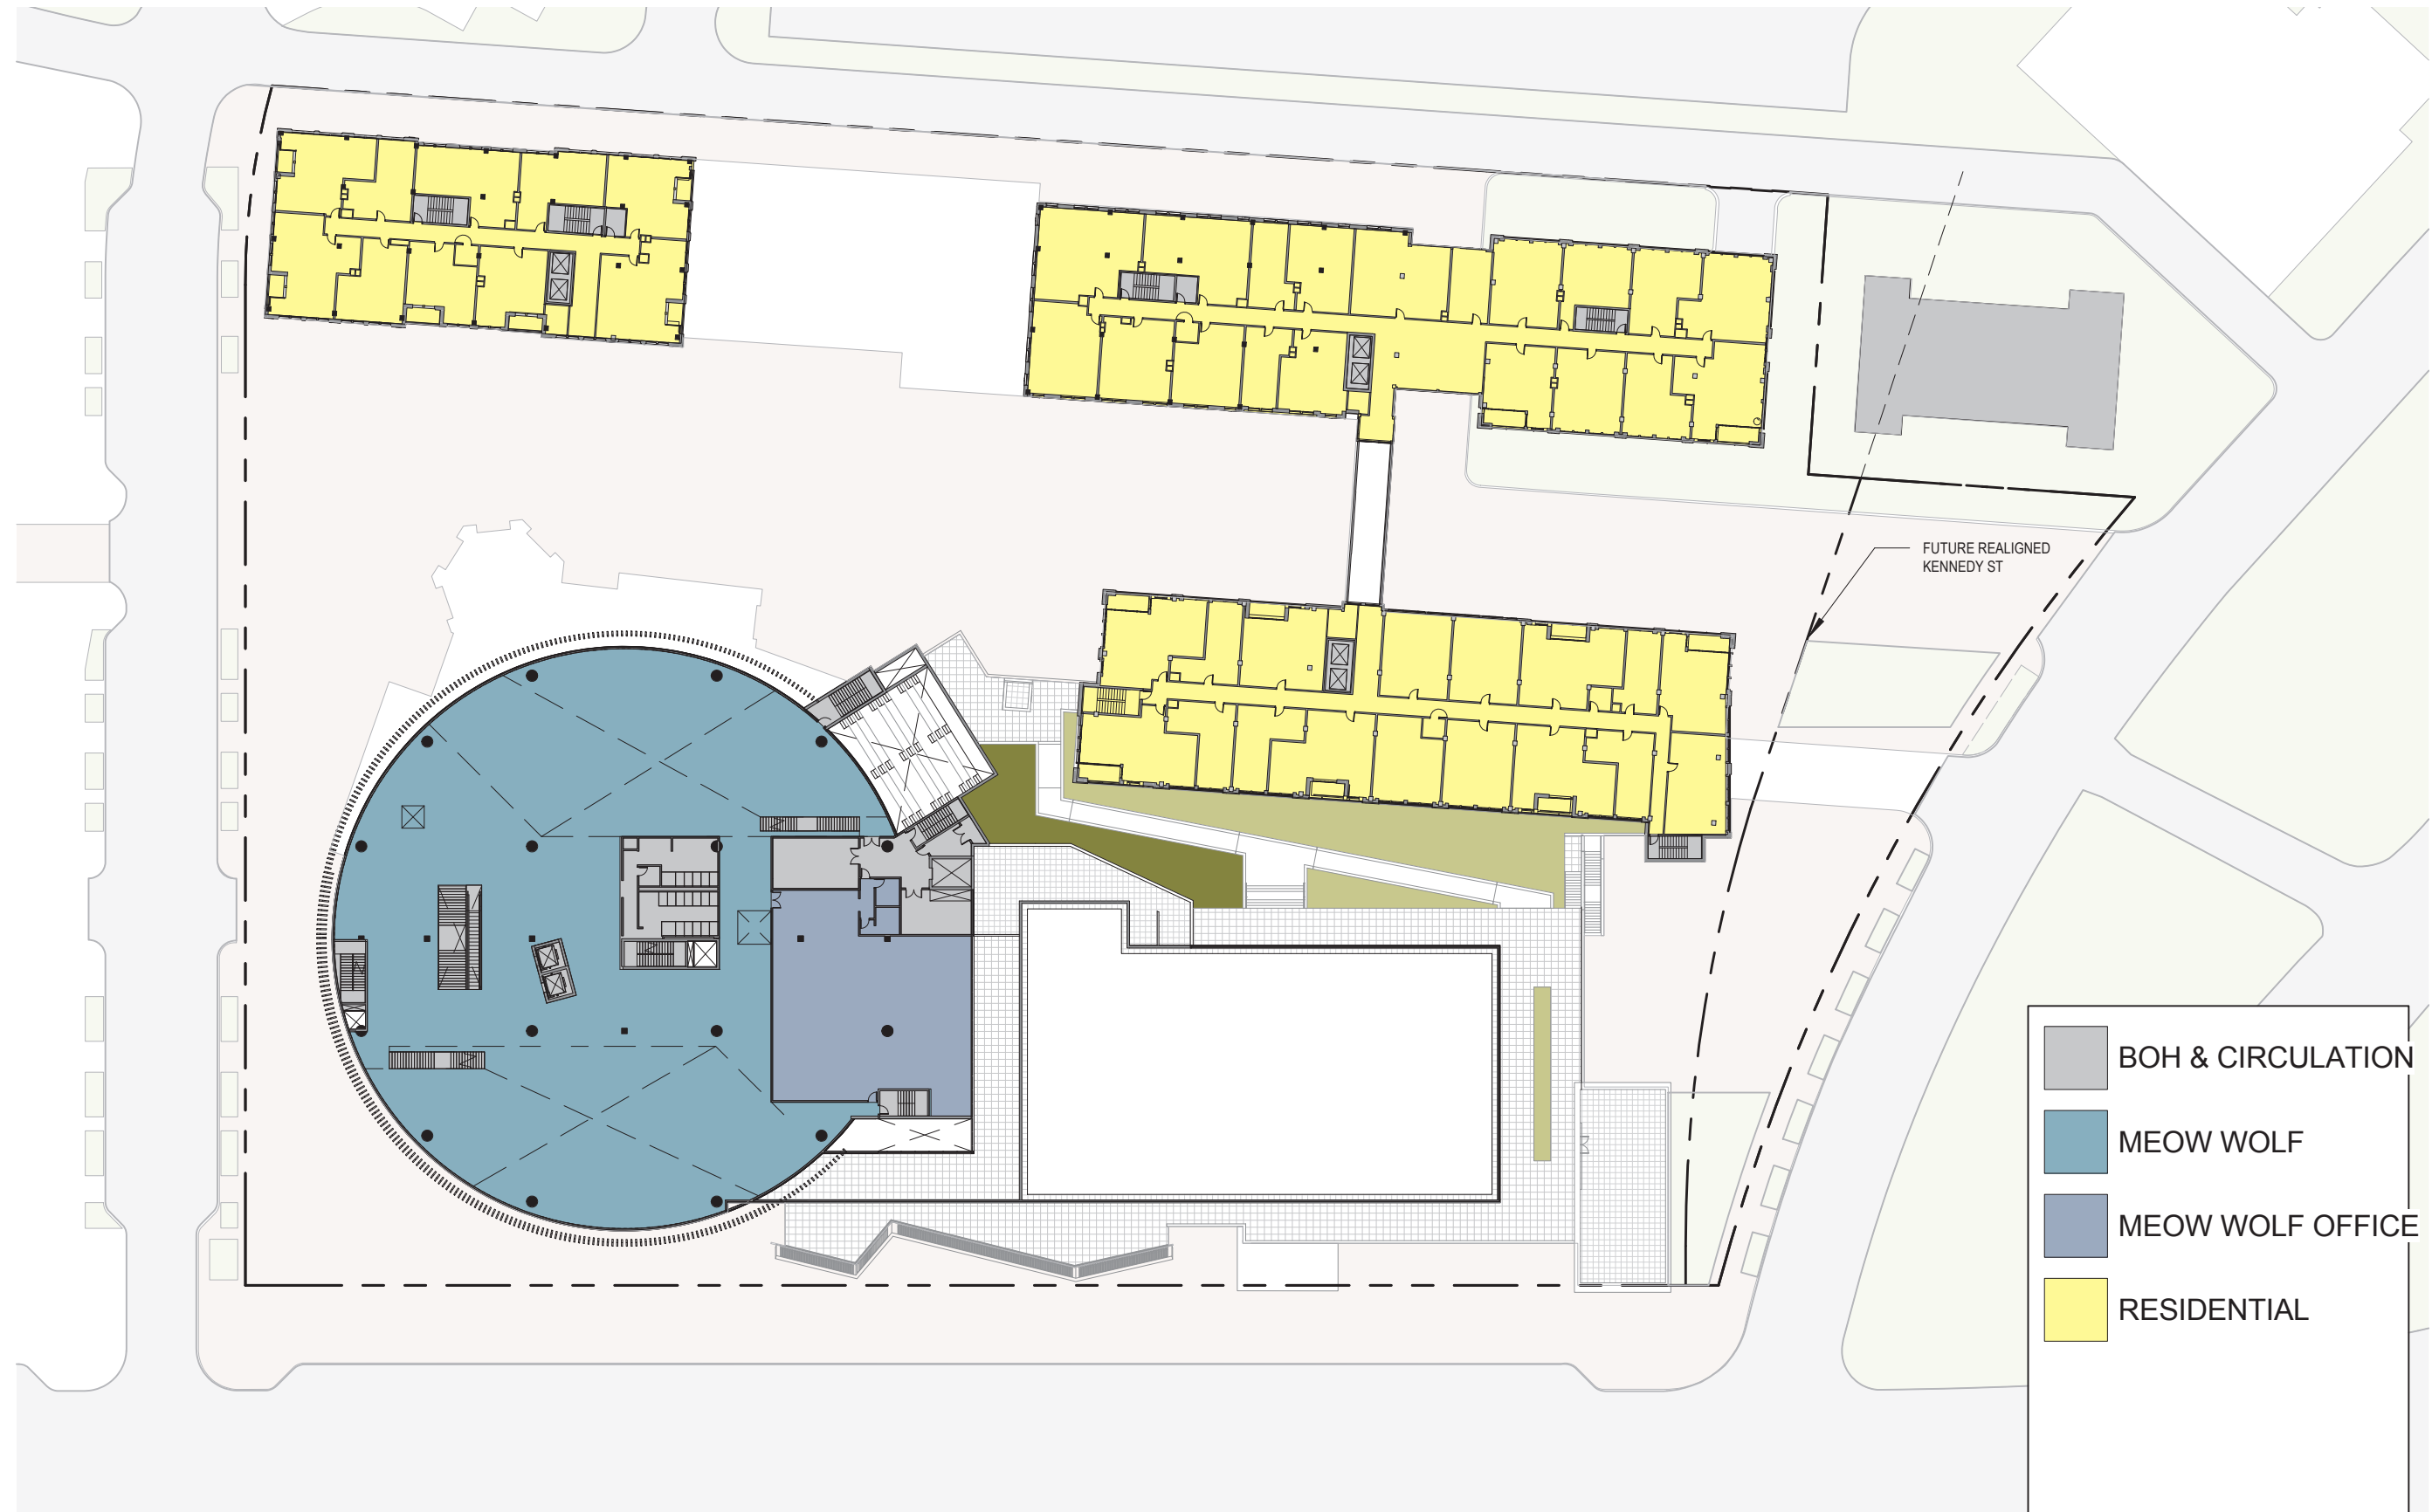 FUTURE REALIGNED
KENNEDY ST
BOH & CIRCULATION
MEOW WOLF
MEOW WOLF OFFICE
RESIDENTIAL